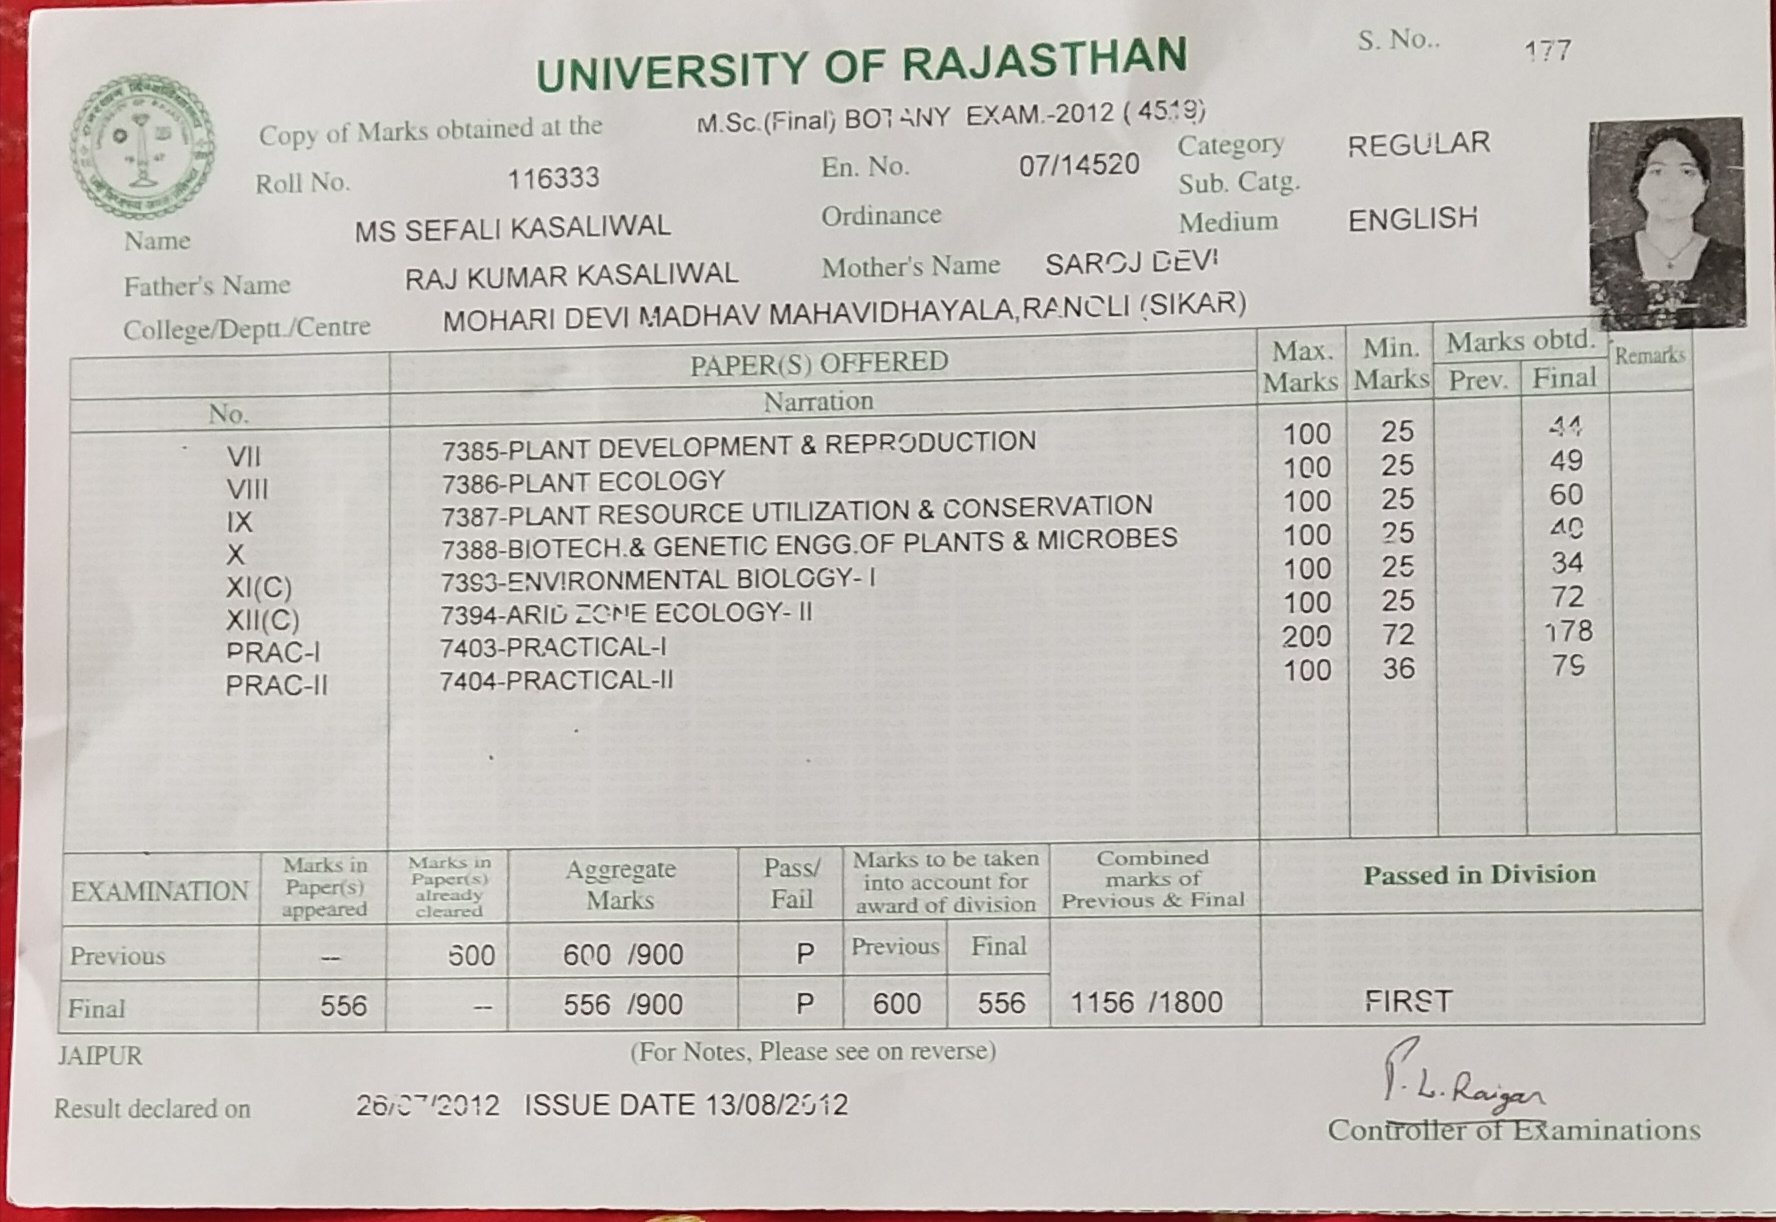 UNIVERSITY OF RAJASTHAN
S. No.. 177
Copy of Marks obtained at the M.Sc.(Final) BOTANY EXAM.-2012 ( 4519)
Roll No. 116333 En. No. 07/14520 Category REGULAR
Sub. Catg.
Name MS SEFALI KASALIWAL Ordinance Medium ENGLISH
Father's Name RAJ KUMAR KASALIWAL Mother's Name SAROJ DEVI
College/Deptt./Centre MOHARI DEVI MADHAV MAHAVIDHAYALA,RANOLI (SIKAR)
PAPER(S) OFFERED Max. Marks Min. Marks Marks obtd. Remarks
No. Narration Prev. Final
VII 7385-PLANT DEVELOPMENT & REPRODUCTION 100 25 44
VIII 7386-PLANT ECOLOGY 100 25 49
IX 7387-PLANT RESOURCE UTILIZATION & CONSERVATION 100 25 60
X 7388-BIOTECH.& GENETIC ENGG.OF PLANTS & MICROBES 100 25 40
XI(C) 7393-ENVIRONMENTAL BIOLOGY- I 100 25 34
XII(C) 7394-ARID ZONE ECOLOGY- II 100 25 72
PRAC-I 7403-PRACTICAL-I 200 72 178
PRAC-II 7404-PRACTICAL-II 100 36 79
EXAMINATION Marks in Paper(s) appeared Marks in Paper(s) already cleared Aggregate Marks Pass/ Fail Marks to be taken into account for award of division Combined marks of Previous & Final Passed in Division
Previous -- 600 600 /900 P Previous Final
Final 556 -- 556 /900 P 600 556 1156 /1800 FIRST
JAIPUR (For Notes, Please see on reverse)
Result declared on 26/07/2012 ISSUE DATE 13/08/2012
P. L. Raigar
Controller of Examinations